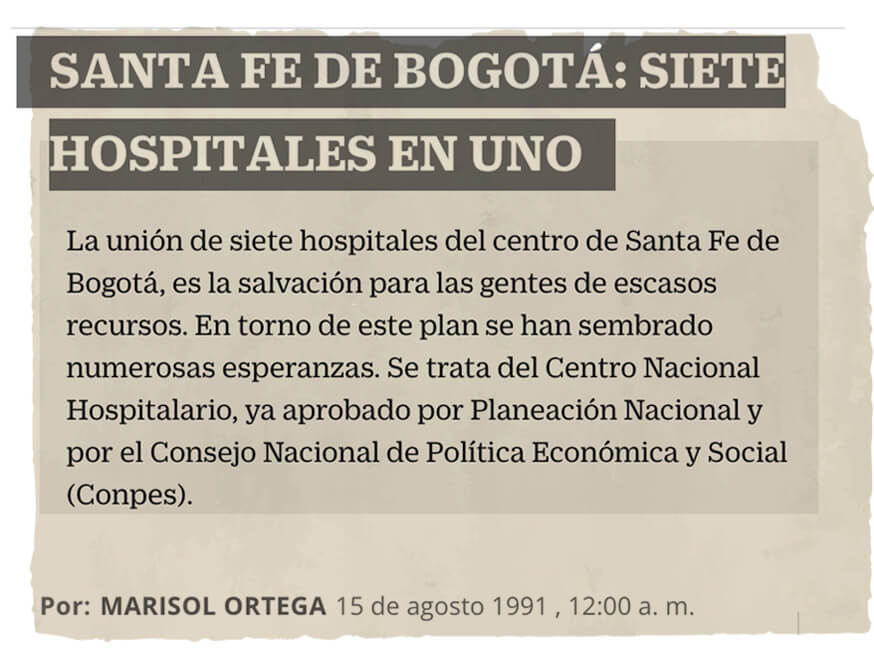 SANTA FE DE BOGOTÁ: SIETE
HOSPITALES EN UNO
La unión de siete hospitales del centro de Santa Fe de
Bogotá, es la salvación para las gentes de escasos
recursos. En torno de este plan se han sembrado
numerosas esperanzas. Se trata del Centro Nacional
Hospitalario, ya aprobado por Planeación Nacional y
por el Consejo Nacional de Política Económica y Social
(Conpes).
Por: MARISOL ORTEGA 15 de agosto 1991 , 12:00 a. m.